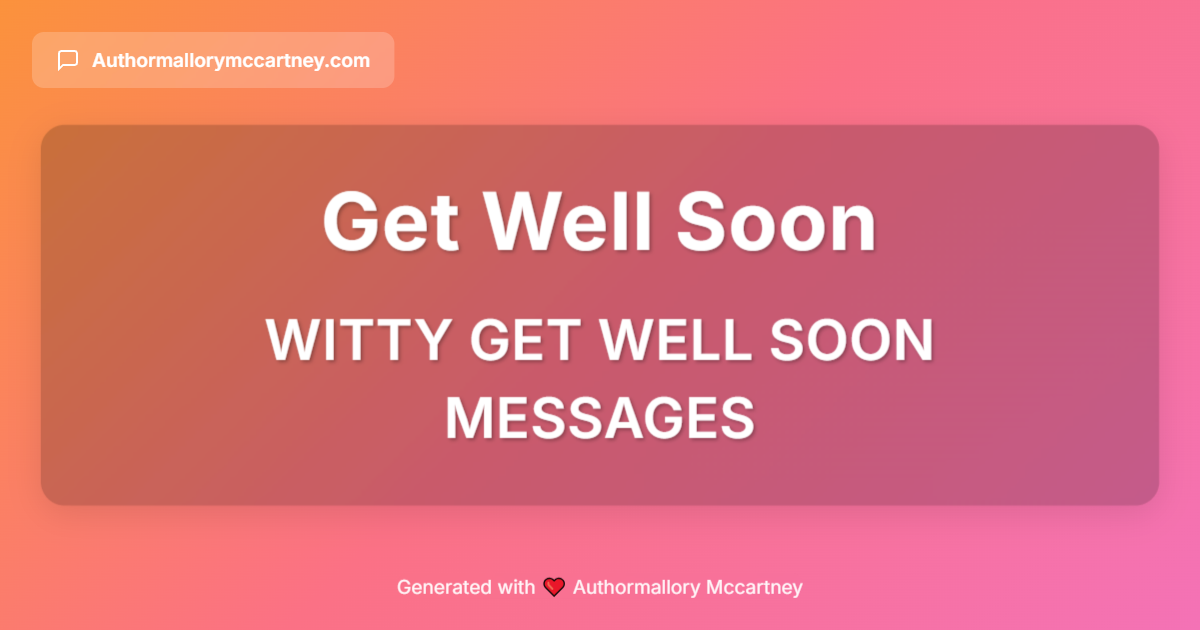 Authormallorymccartney.com
Get Well Soon
WITTY GET WELL SOON
MESSAGES
Generated with ❤️ Authormallory Mccartney